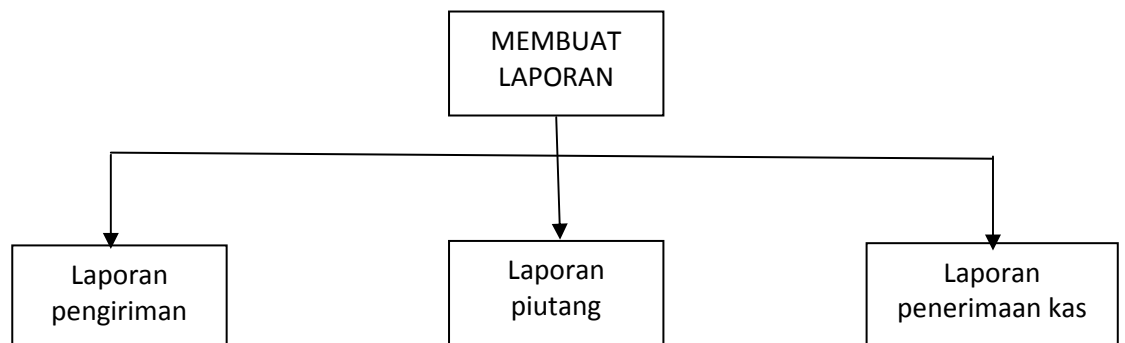 MEMBUAT
LAPORAN
Laporan
pengiriman
Laporan
piutang
Laporan
penerimaan kas